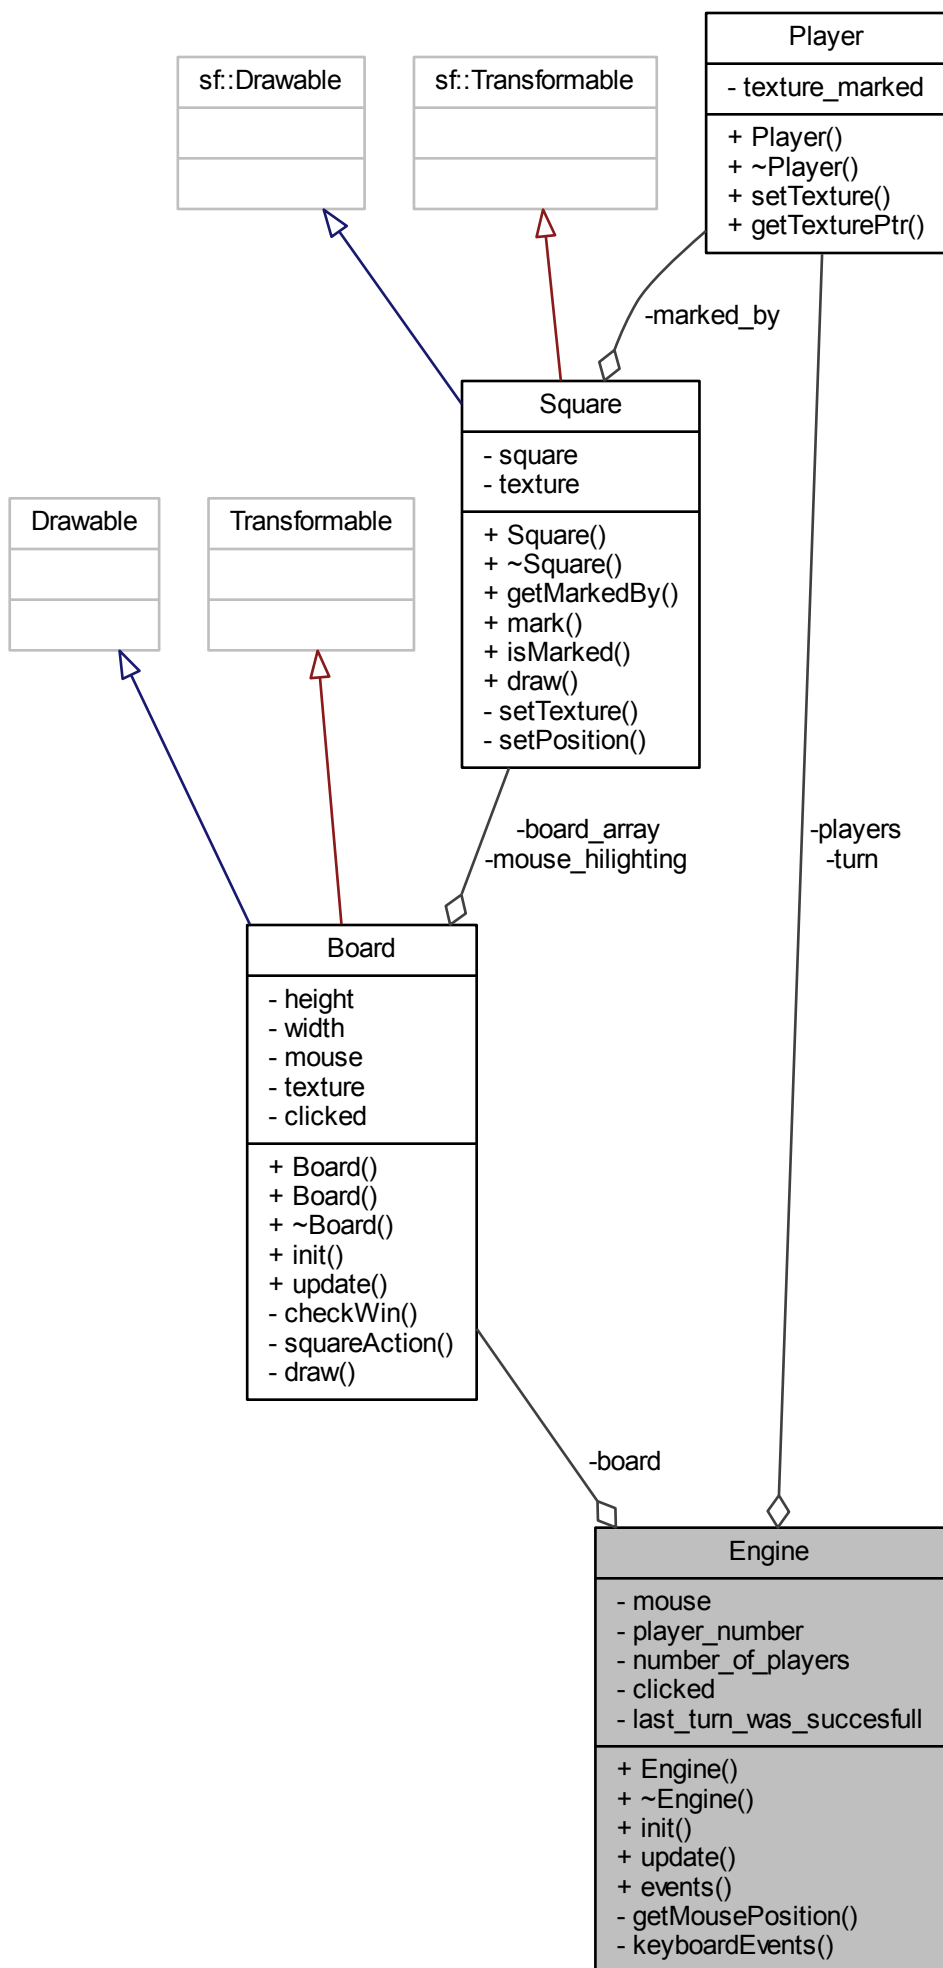 Player
- texture_marked
+ Player()
+ ~Player()
+ setTexture()
+ getTexturePtr()
sf::Drawable
sf::Transformable
-marked_by
Square
- square
- texture
+ Square()
+ ~Square()
+ getMarkedBy()
+ mark()
+ isMarked()
+ draw()
- setTexture()
- setPosition()
Drawable
Transformable
-board_array
-mouse_hilighting
-players
-turn
Board
- height
- width
- mouse
- texture
- clicked
+ Board()
+ Board()
+ ~Board()
+ init()
+ update()
- checkWin()
- squareAction()
- draw()
-board
Engine
- mouse
- player_number
- number_of_players
- clicked
- last_turn_was_succesfull
+ Engine()
+ ~Engine()
+ init()
+ update()
+ events()
- getMousePosition()
- keyboardEvents()